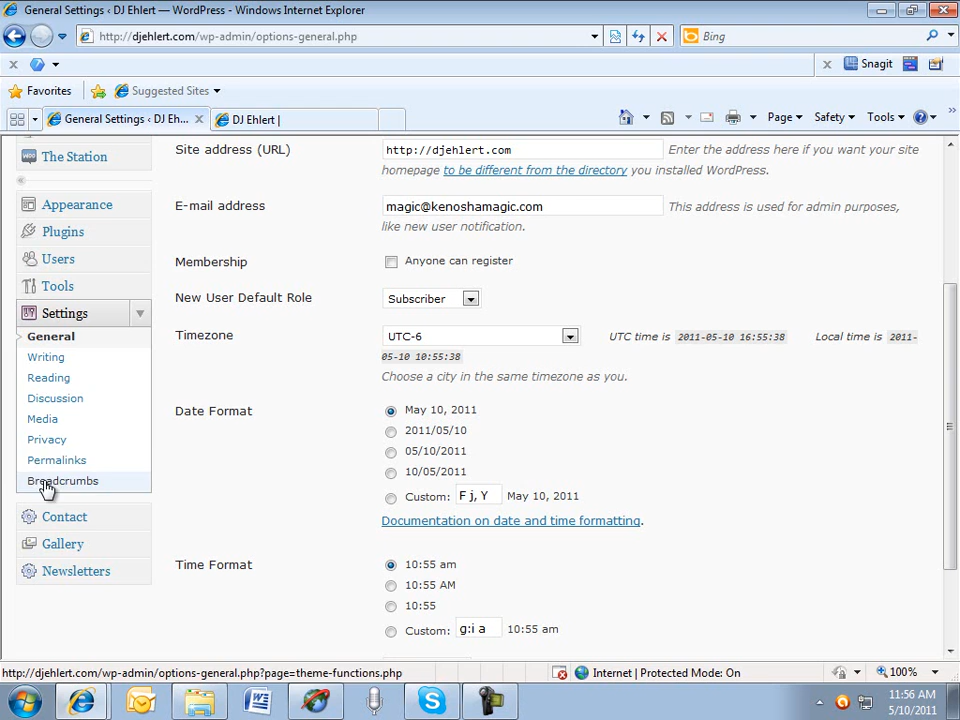 General Settings ‹ DJ Ehlert — WordPress - Windows Internet Explorer
http://djehlert.com/wp-admin/options-general.php
Bing
Snagit
Favorites
Suggested Sites
General Settings ‹ DJ Eh...
DJ Ehlert |
Page
Safety
Tools
The Station
Appearance
Plugins
Users
Tools
Settings
General
Writing
Reading
Discussion
Media
Privacy
Permalinks
Breadcrumbs
Contact
Gallery
Newsletters
Site address (URL)
http://djehlert.com
Enter the address here if you want your site
homepage to be different from the directory you installed WordPress.
E-mail address
magic@kenoshamagic.com
This address is used for admin purposes,
like new user notification.
Membership
Anyone can register
New User Default Role
Subscriber
Timezone
UTC-6
UTC time is 2011-05-10 16:55:38
Local time is 2011-
05-10 10:55:38
Choose a city in the same timezone as you.
Date Format
May 10, 2011
2011/05/10
05/10/2011
10/05/2011
Custom: F j, Y May 10, 2011
Documentation on date and time formatting.
Time Format
10:55 am
10:55 AM
10:55
Custom: g:i a 10:55 am
http://djehlert.com/wp-admin/options-general.php?page=theme-functions.php
Internet | Protected Mode: On
100%
11:56 AM
5/10/2011